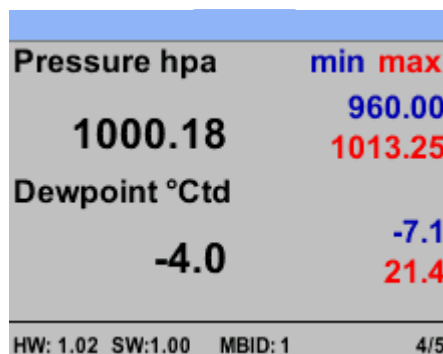 Pressure hpa min max
960.00
1000.18
1013.25
Dewpoint °Ctd
-7.1
-4.0
21.4
HW: 1.02 SW:1.00 MBID: 1 4/5